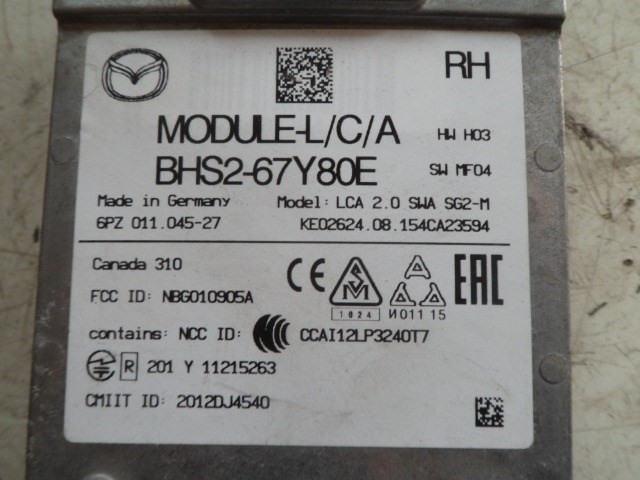 RH
MODULE-L/C/A HW H03
BHS2-67Y80E SW MF04
Made in Germany Model: LCA 2.0 SWA SG2-M
6PZ 011.045-27 KE02624.08.154CA23594
Canada 310
FCC ID: NBG010905A
CE SM 1024 A A A И011 15 EAC
contains: NCC ID: CCAI12LP3240T7
R 201 Y 11215263
CMIIT ID: 2012DJ4540